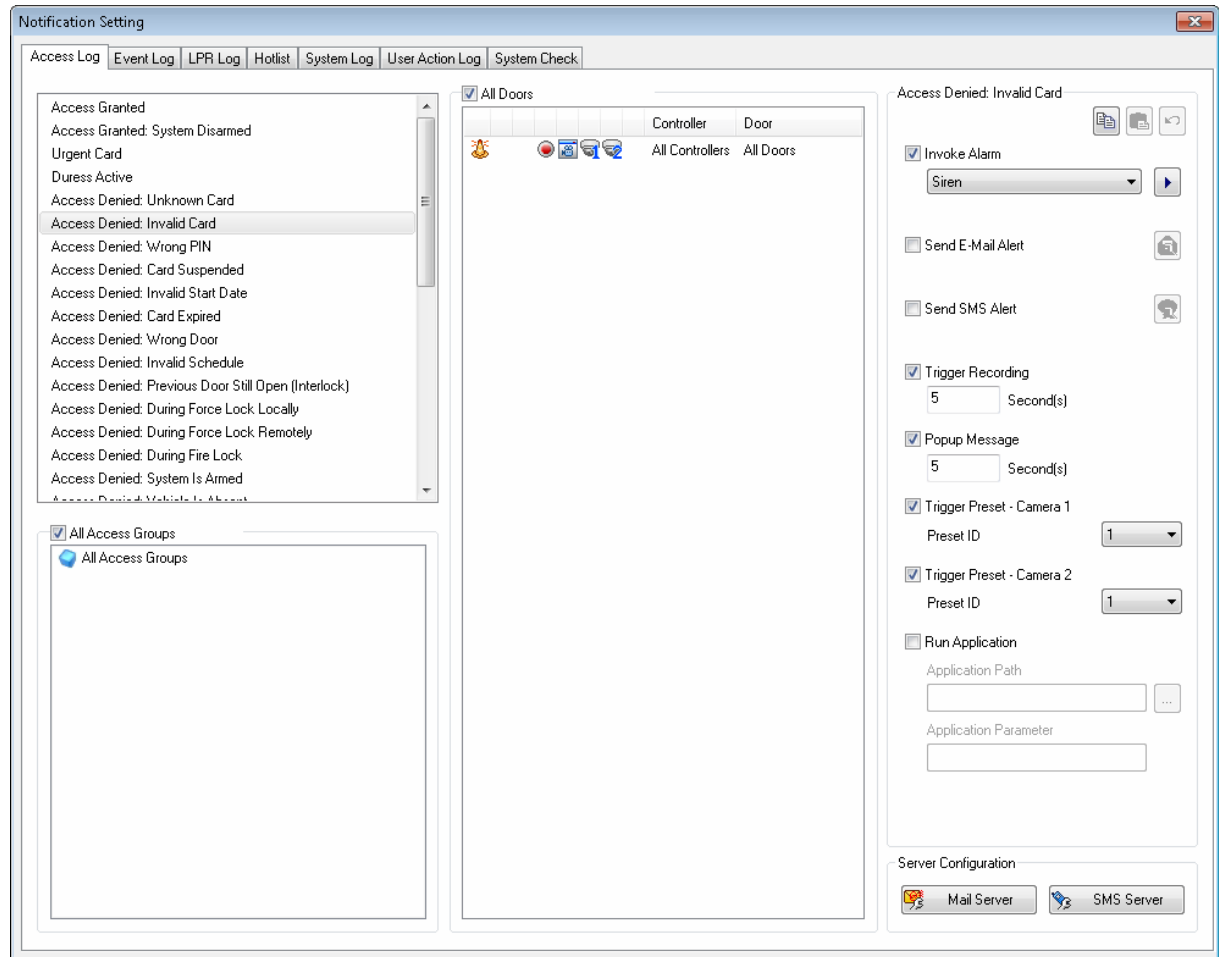 Notification Setting
Access Log Event Log LPR Log Hotlist System Log User Action Log System Check
Access Granted
Access Granted: System Disarmed
Urgent Card
Duress Active
Access Denied: Unknown Card
Access Denied: Invalid Card
Access Denied: Wrong PIN
Access Denied: Card Suspended
Access Denied: Invalid Start Date
Access Denied: Card Expired
Access Denied: Wrong Door
Access Denied: Invalid Schedule
Access Denied: Previous Door Still Open (Interlock)
Access Denied: During Force Lock Locally
Access Denied: During Force Lock Remotely
Access Denied: During Fire Lock
Access Denied: System Is Armed
Access Denied: Vehicle Is Absent
All Access Groups
All Access Groups
All Doors
Controller Door
1 2 All Controllers All Doors
Access Denied: Invalid Card
Invoke Alarm
Siren
Send E-Mail Alert
Send SMS Alert
Trigger Recording
5 Second(s)
Popup Message
5 Second(s)
Trigger Preset - Camera 1
Preset ID 1
Trigger Preset - Camera 2
Preset ID 1
Run Application
Application Path
...
Application Parameter
Server Configuration
Mail Server SMS Server